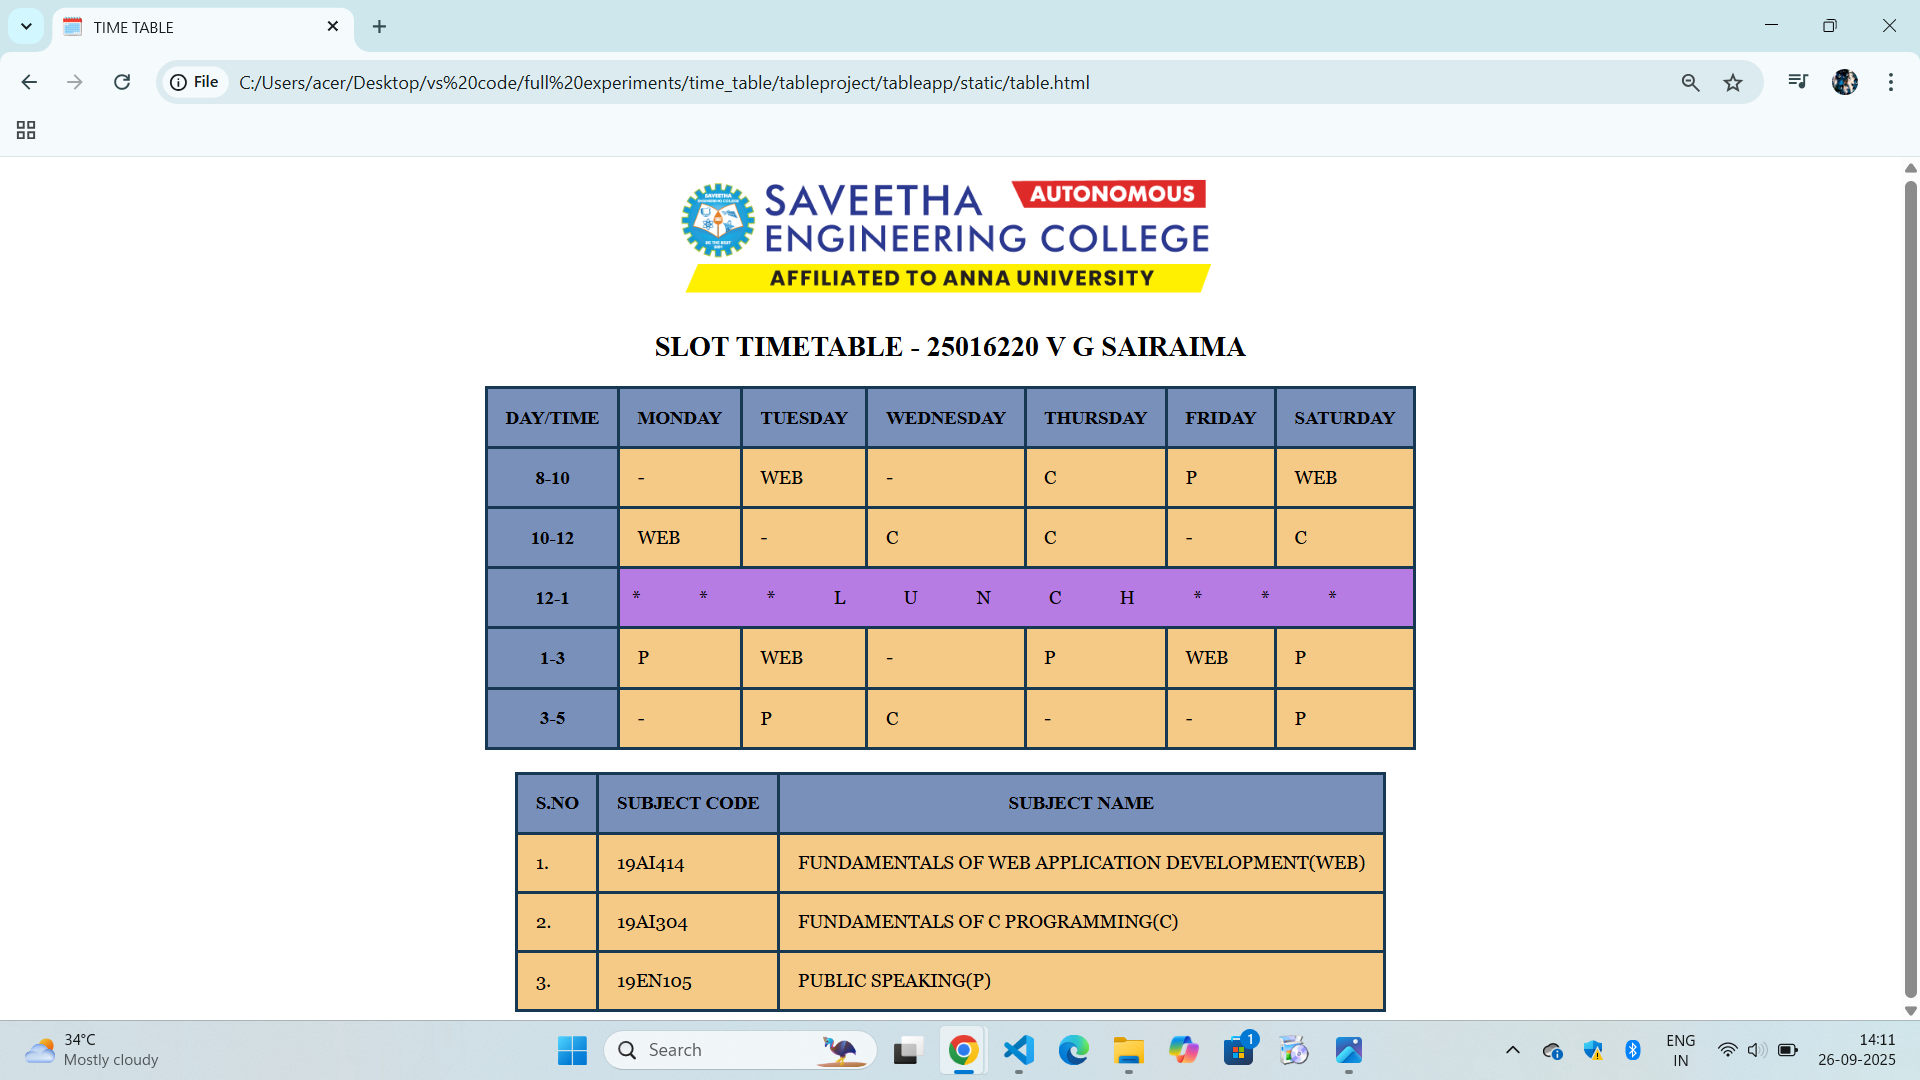 TIME TABLE
File C:/Users/acer/Desktop/vs%20code/full%20experiments/time_table/tableproject/tableapp/static/table.html
SAVEETHA AUTONOMOUS
ENGINEERING COLLEGE
AFFILIATED TO ANNA UNIVERSITY
SLOT TIMETABLE - 25016220 V G SAIRAIMA
DAY/TIME MONDAY TUESDAY WEDNESDAY THURSDAY FRIDAY SATURDAY
8-10 - WEB - C P WEB
10-12 WEB - C C - C
12-1 * * * L U N C H * * *
1-3 P WEB - P WEB P
3-5 - P C - - P
S.NO SUBJECT CODE SUBJECT NAME
1. 19AI414 FUNDAMENTALS OF WEB APPLICATION DEVELOPMENT(WEB)
2. 19AI304 FUNDAMENTALS OF C PROGRAMMING(C)
3. 19EN105 PUBLIC SPEAKING(P)
34°C
Mostly cloudy
Search
1
ENG
IN
14:11
26-09-2025